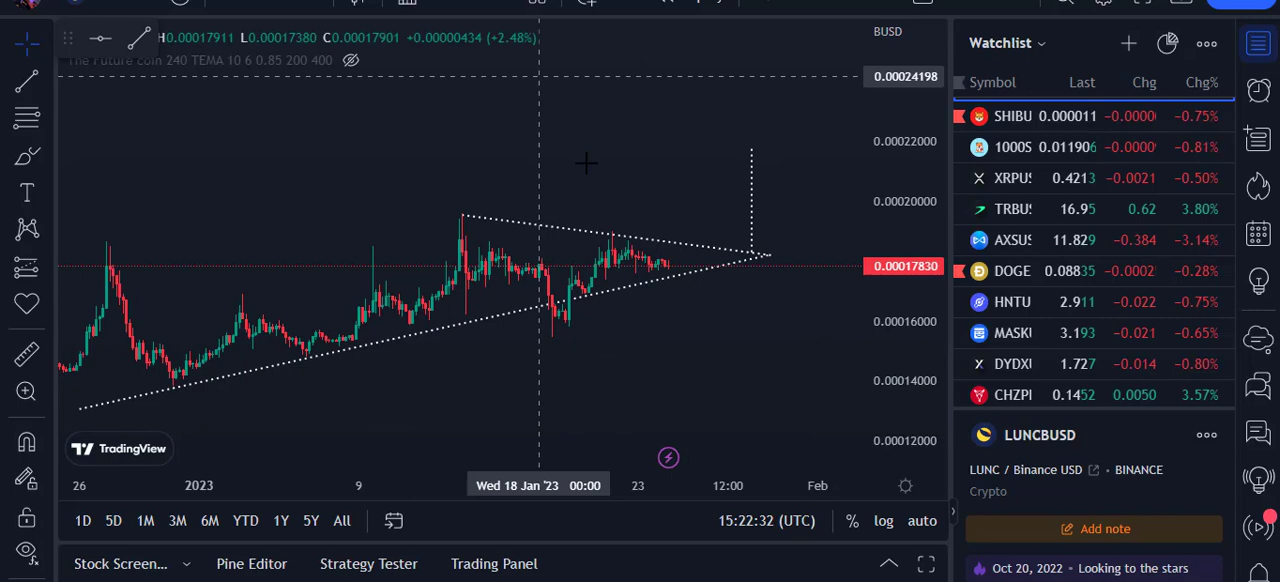 H0.00017911 L0.00017380 C0.00017901 +0.00000434 (+2.48%)
The Future coin 240 TEMA 10 6 0.85 200 400
BUSD
0.00024198
0.00022000
0.00020000
0.00017830
0.00016000
0.00014000
0.00012000
TradingView
26 2023 9 Wed 18 Jan '23 00:00 23 12:00 Feb
1D 5D 1M 3M 6M YTD 1Y 5Y All 15:22:32 (UTC) % log auto
Stock Screen... Pine Editor Strategy Tester Trading Panel
Watchlist
Symbol Last Chg Chg%
SHIBU 0.000011 −0.0000 −0.75%
1000S 0.011906 −0.0000 −0.81%
XRPU 0.4213 −0.0021 −0.50%
TRBU 16.95 0.62 3.80%
AXSU 11.829 −0.384 −3.14%
DOGE 0.08835 −0.0002 −0.28%
HNTU 2.911 −0.022 −0.75%
MASK 3.193 −0.021 −0.65%
DYDX 1.727 −0.014 −0.80%
CHZP 0.1452 0.0050 3.57%
LUNCBUSD
LUNC / Binance USD • BINANCE
Crypto
Add note
Oct 20, 2022 • Looking to the stars